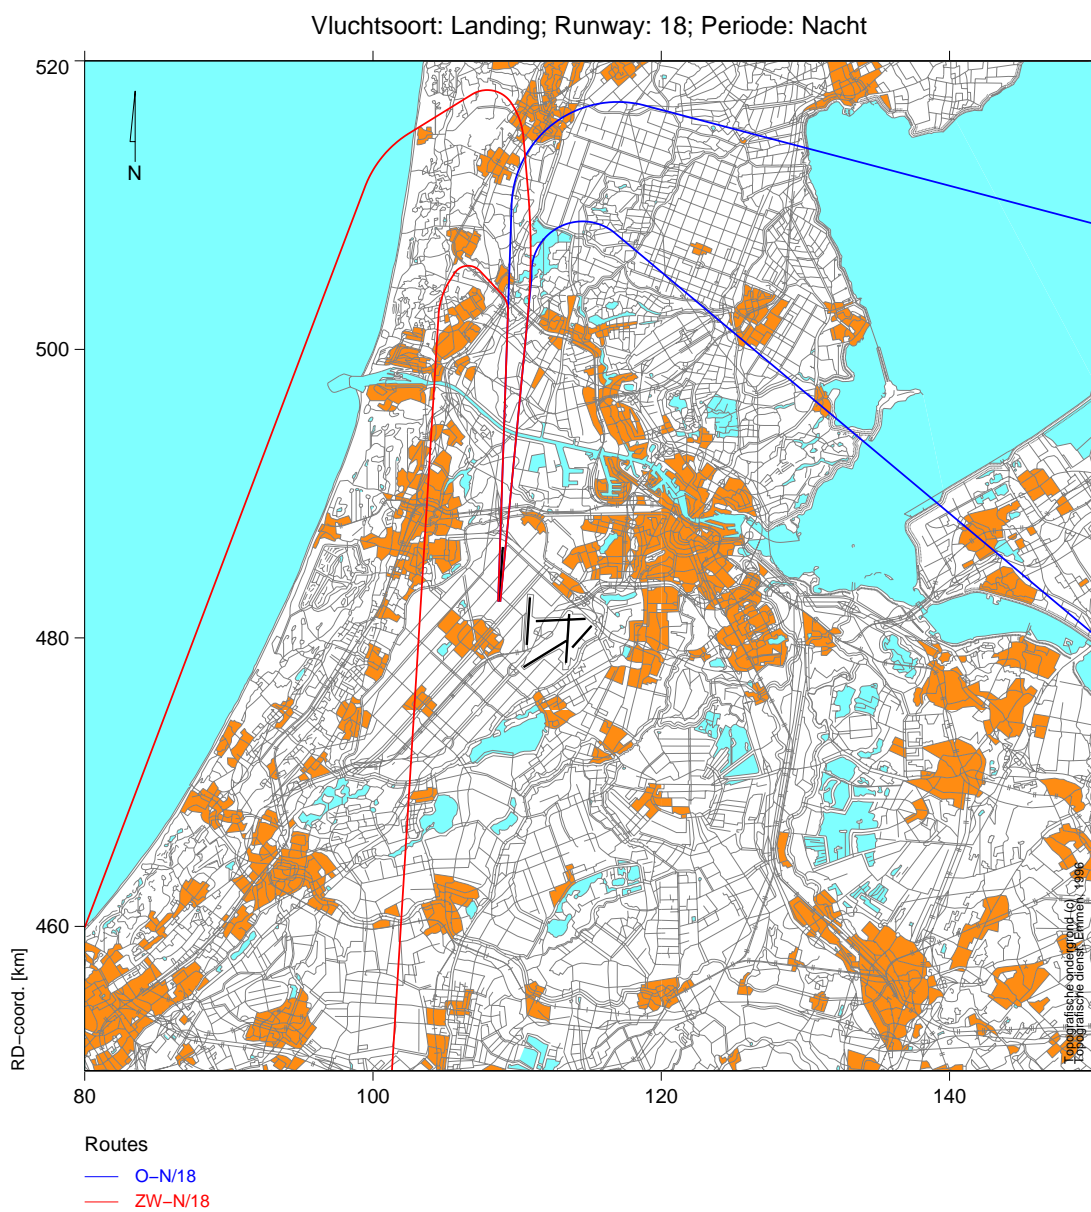 Vluchtsoort: Landing; Runway: 18; Periode: Nacht
520
500
480
460
N
RD−coord. [km]
80
100
120
140
Topografische ondergrond (c)
Topografische dienst, Emmen, 1996
Routes
O−N/18
ZW−N/18